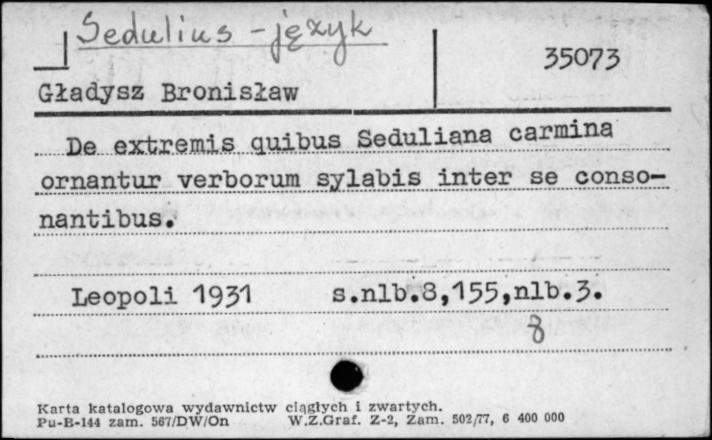 Sedulius - język
35073
Gładysz Bronisław
De extremis quibus Seduliana carmina
ornantur verborum sylabis inter se conso-
nantibus.
Leopoli 1931 s.nlb.8,155,nlb.3.
8
Karta katalogowa wydawnictw ciągłych i zwartych.
Pu-B-144 zam. 567/DW/On W.Z.Graf. Z-2, Zam. 502/77, 6 400 000